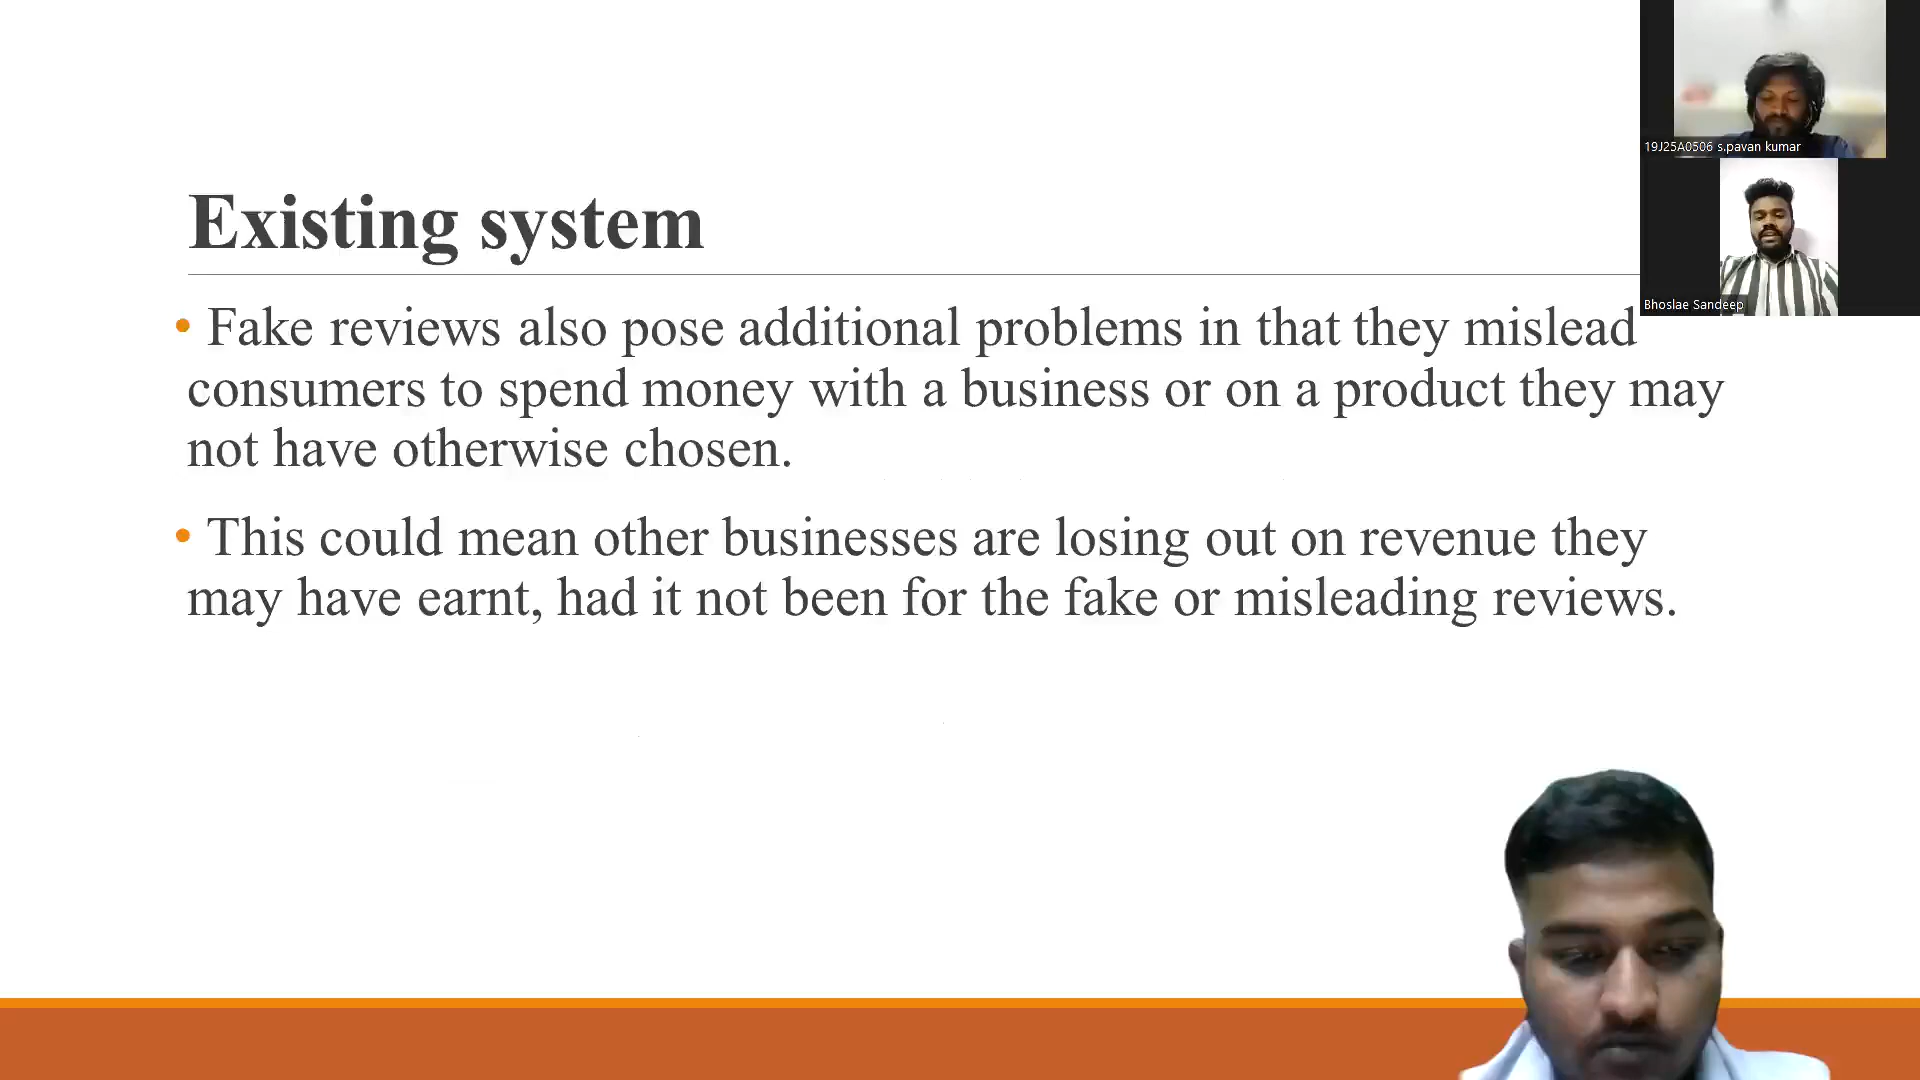 19J25A0506 s.pavan kumar
Bhoslae Sandeep
Existing system
• Fake reviews also pose additional problems in that they mislead
consumers to spend money with a business or on a product they may
not have otherwise chosen.
• This could mean other businesses are losing out on revenue they
may have earnt, had it not been for the fake or misleading reviews.